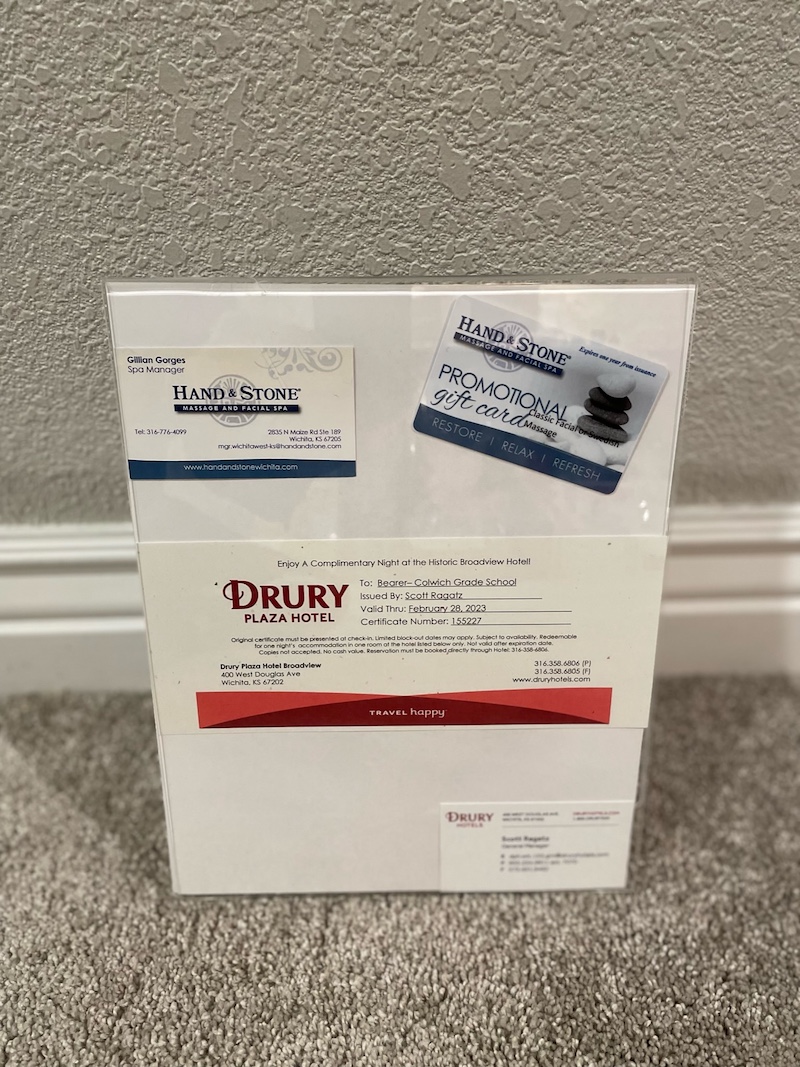 Gillian Gorges
Spa Manager
HAND & STONE®
MASSAGE AND FACIAL SPA
Tel: 316-776-4099
2835 N Maize Rd Ste 189
Wichita, KS 67205
mgr.wichitawest-ks@handandstone.com
www.handandstonewichita.com
HAND & STONE®
MASSAGE AND FACIAL SPA
Expires one year from issuance
PROMOTIONAL
gift card
Classic Facial or Swedish
Massage
RESTORE | RELAX | REFRESH
Enjoy A Complimentary Night at the Historic Broadview Hotel!
DRURY
PLAZA HOTEL
To: Bearer– Colwich Grade School
Issued By: Scott Ragatz
Valid Thru: February 28, 2023
Certificate Number: 155227
Original certificate must be presented at check-in. Limited block-out dates may apply. Subject to availability. Redeemable
for one night's accommodation in one room at the hotel listed below only. Not valid after expiration date.
Copies not accepted. No cash value. Reservation must be booked directly through Hotel: 316-358-6806.
Drury Plaza Hotel Broadview
400 West Douglas Ave
Wichita, KS 67202
316.358.6806 (P)
316.358.6805 (F)
www.druryhotels.com
TRAVEL happy
DRURY
HOTELS
Scott Ragatz
General Manager